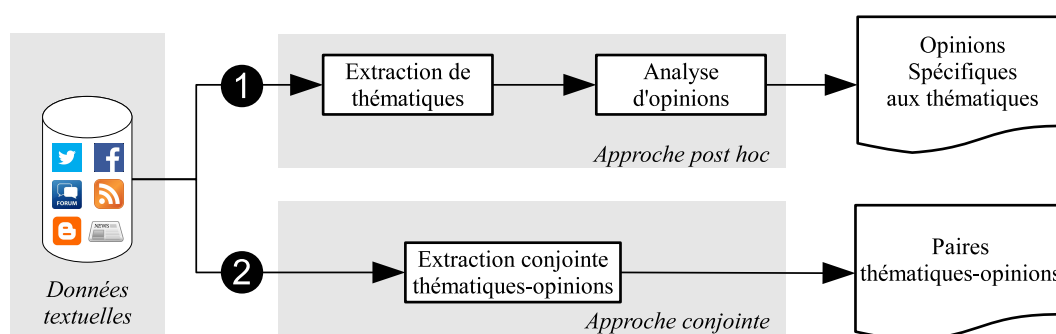 1
Extraction de
thématiques
Analyse
d'opinions
Opinions
Spécifiques
aux thématiques
Approche post hoc
FORUM
NEWS
Données
textuelles
2
Extraction conjointe
thématiques-opinions
Paires
thématiques-opinions
Approche conjointe